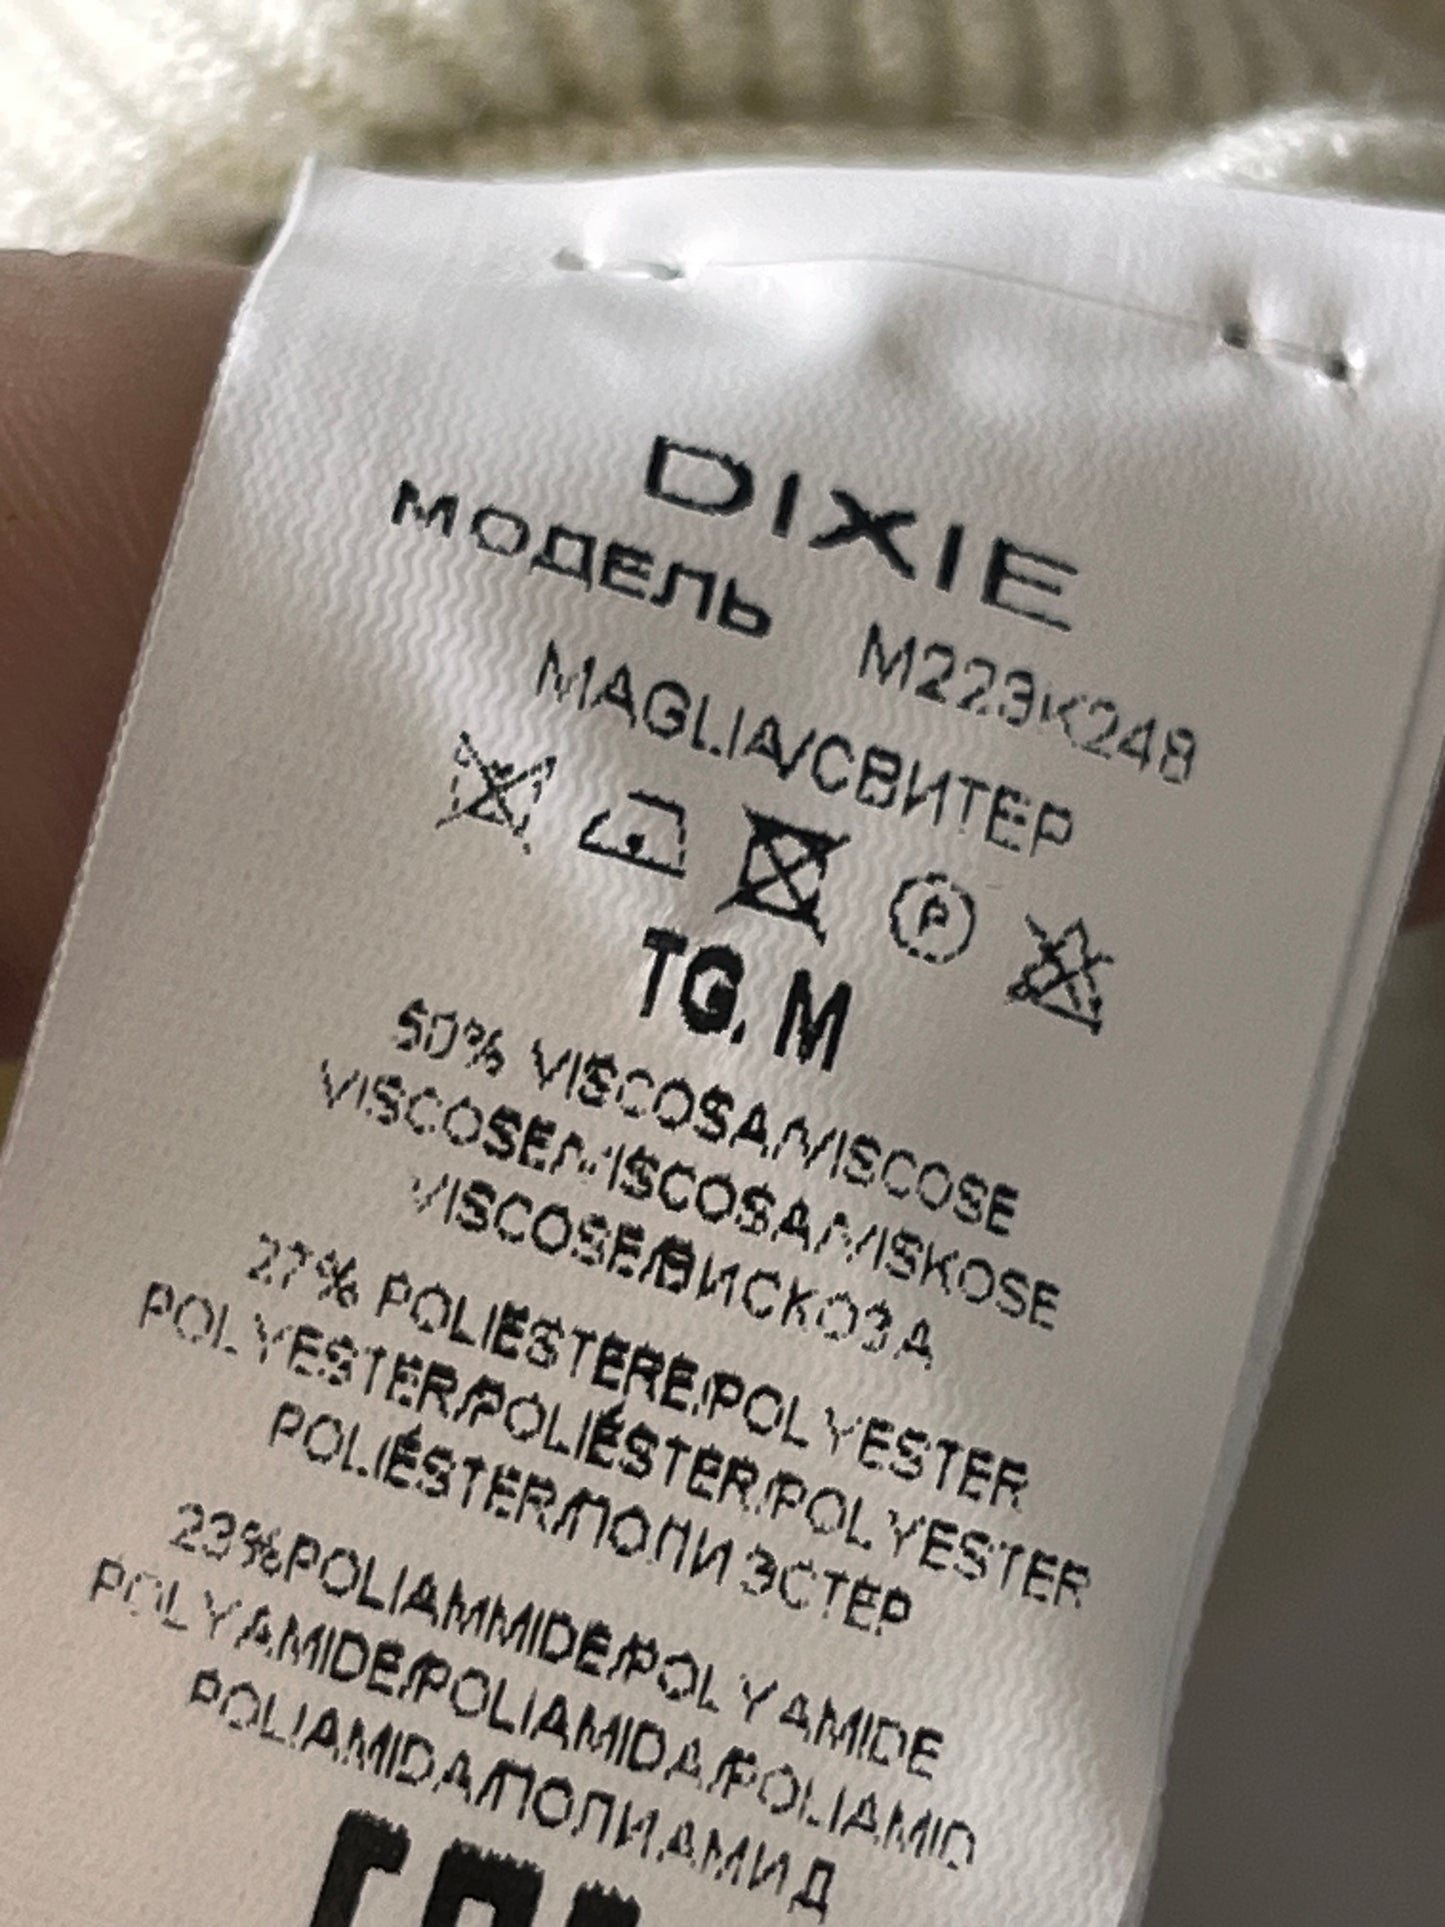 DIXIE
МОДЕЛЬ M223K248
MAGLIA/СВИТЕР
P
TG. M
50% VISCOSA/VISCOSE
VISCOSE/VISCOSA/VISKOSE
VISCOSE/ВИСКОЗА
27% POLIESTERE/POLYESTER
POLYESTER/POLIÉSTER/POLYESTER
POLIÉSTER/ПОЛИЭСТЕР
23%POLIAMMIDE/POLYAMIDE
POLYAMIDE/POLIAMIDA/POLIAMID
POLIAMIDA/ПОЛИАМИД